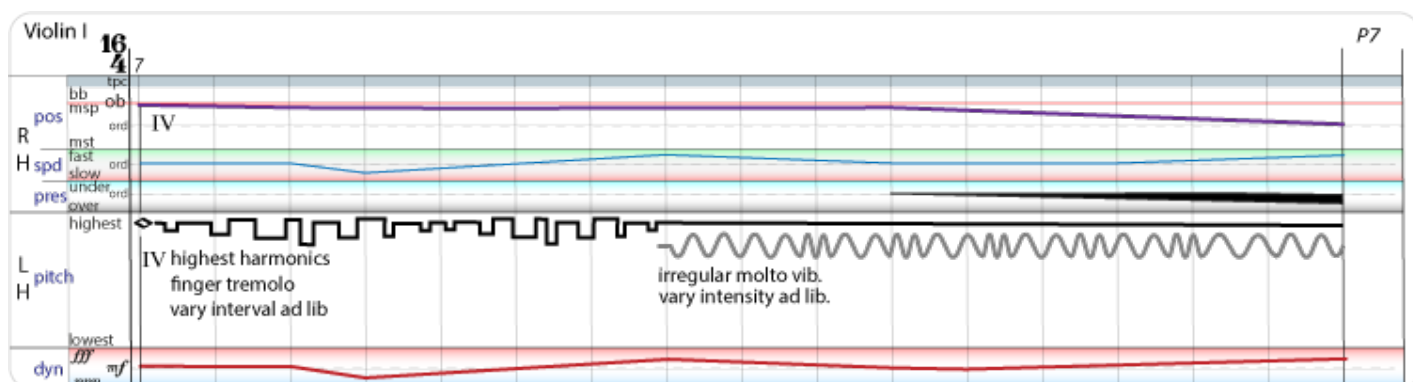 Violin I
16
4
7
P7
tpc
bb
ob
msp
pos
IV
ord
R
mst
fast
H spd
ord
slow
under
pres
ord
over
highest
IV highest harmonics
L
finger tremolo
irregular molto vib.
pitch
H
vary interval ad lib
vary intensity ad lib.
lowest
fff
dyn
mf